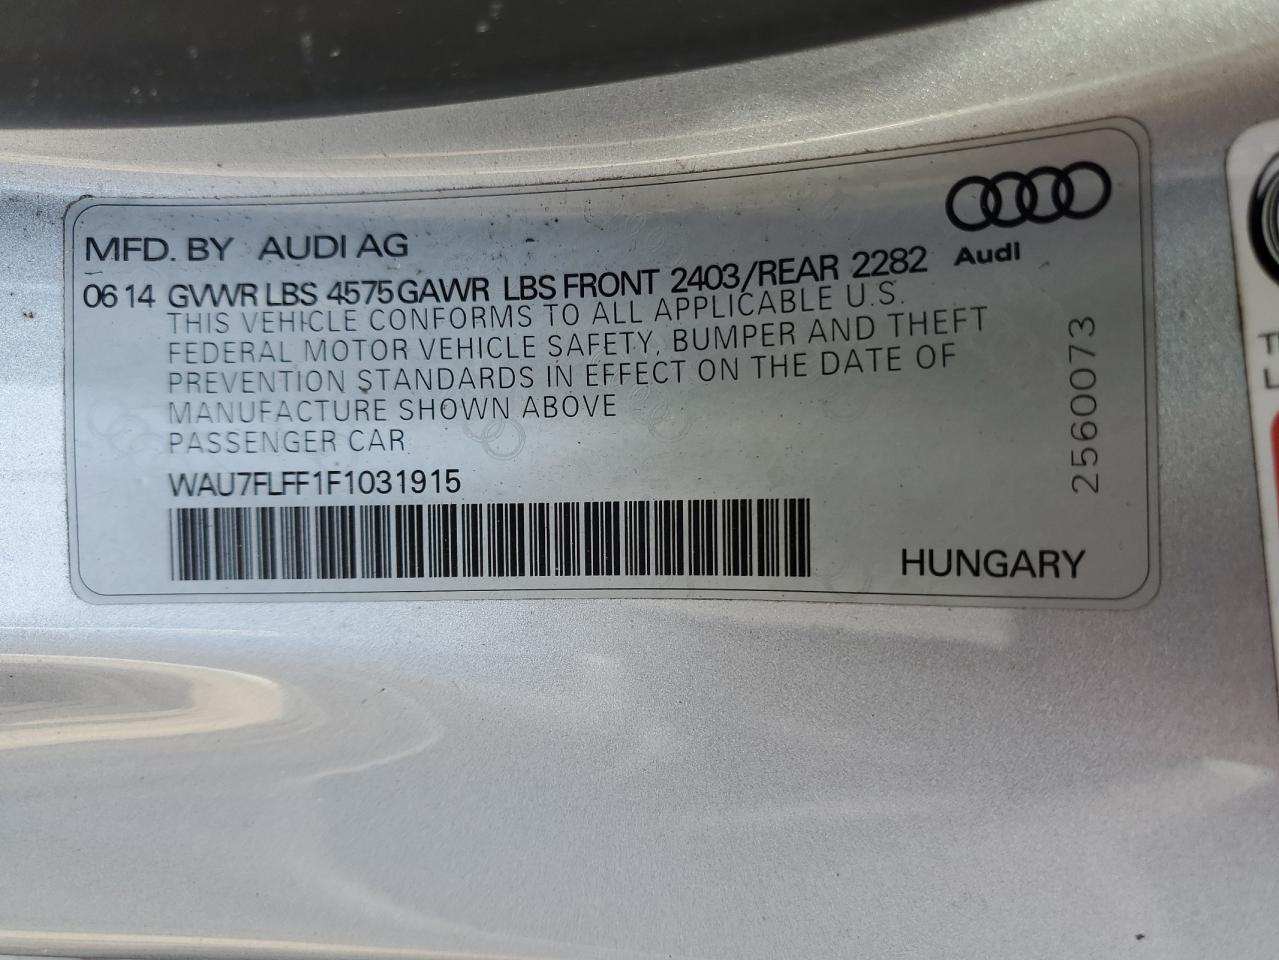 Audi
MFD. BY AUDI AG
06 14 GVWR LBS 4575 GAWR LBS FRONT 2403/REAR 2282
THIS VEHICLE CONFORMS TO ALL APPLICABLE U.S.
FEDERAL MOTOR VEHICLE SAFETY, BUMPER AND THEFT
PREVENTION STANDARDS IN EFFECT ON THE DATE OF
MANUFACTURE SHOWN ABOVE
PASSENGER CAR
WAU7FLFF1F1031915
HUNGARY
2560073